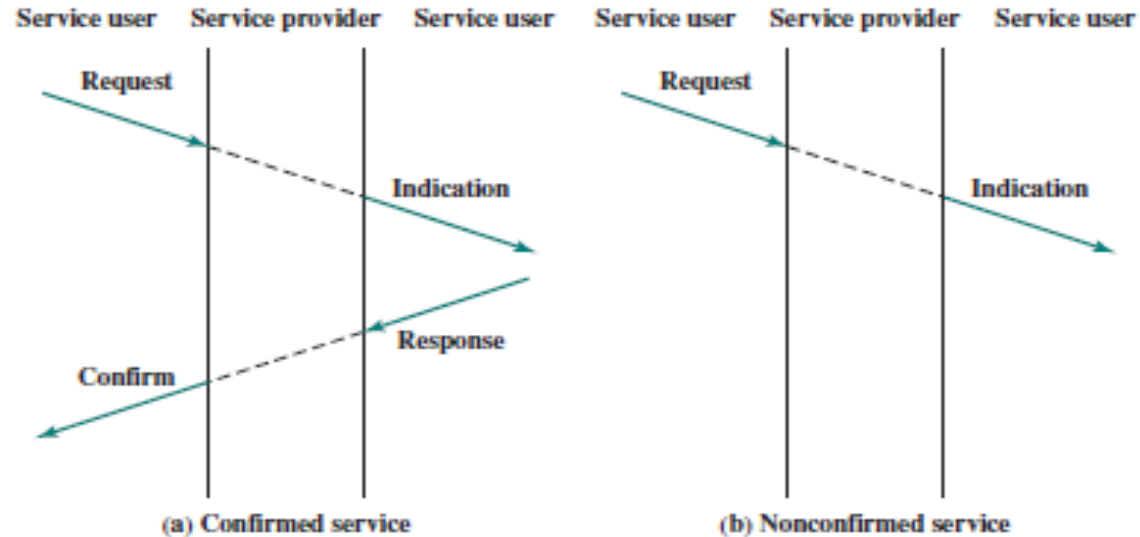 Service user Service provider Service user
Request
Indication
Response
Confirm
(a) Confirmed service
Service user Service provider Service user
Request
Indication
(b) Nonconfirmed service